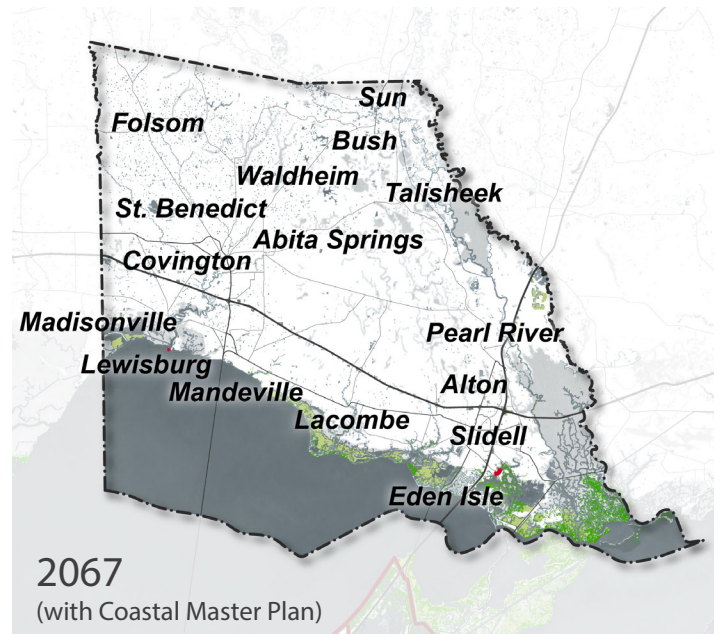 Sun
Folsom
Bush
Waldheim
Talisheek
St. Benedict
Abita Springs
Covington
Madisonville
Pearl River
Lewisburg
Mandeville
Alton
Lacombe
Slidell
Eden Isle
2067
(with Coastal Master Plan)